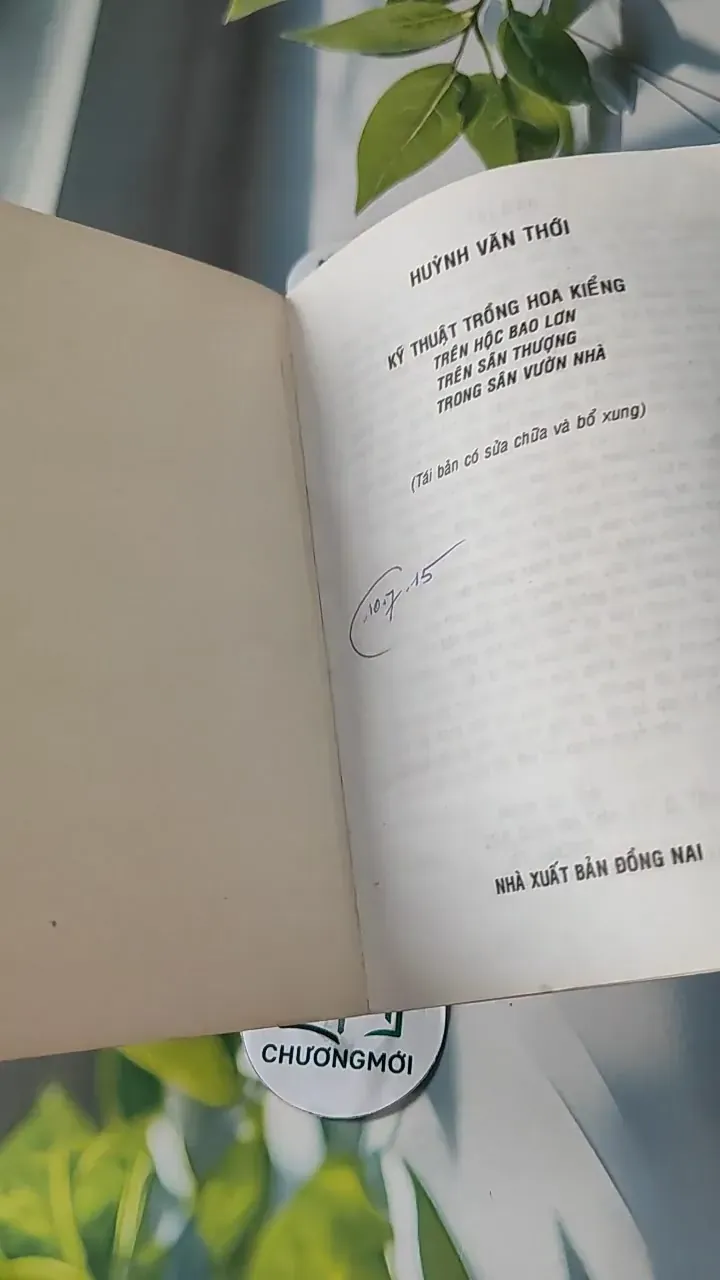 HUỲNH VĂN THỚI
KỸ THUẬT TRỒNG HOA KIỂNG
TRÊN HỘC BAO LƠN
TRÊN SÂN THƯỢNG
TRONG SÂN VƯỜN NHÀ
(Tái bản có sửa chữa và bổ xung)
10.7.15
NHÀ XUẤT BẢN ĐỒNG NAI
CHƯƠNGMỚI